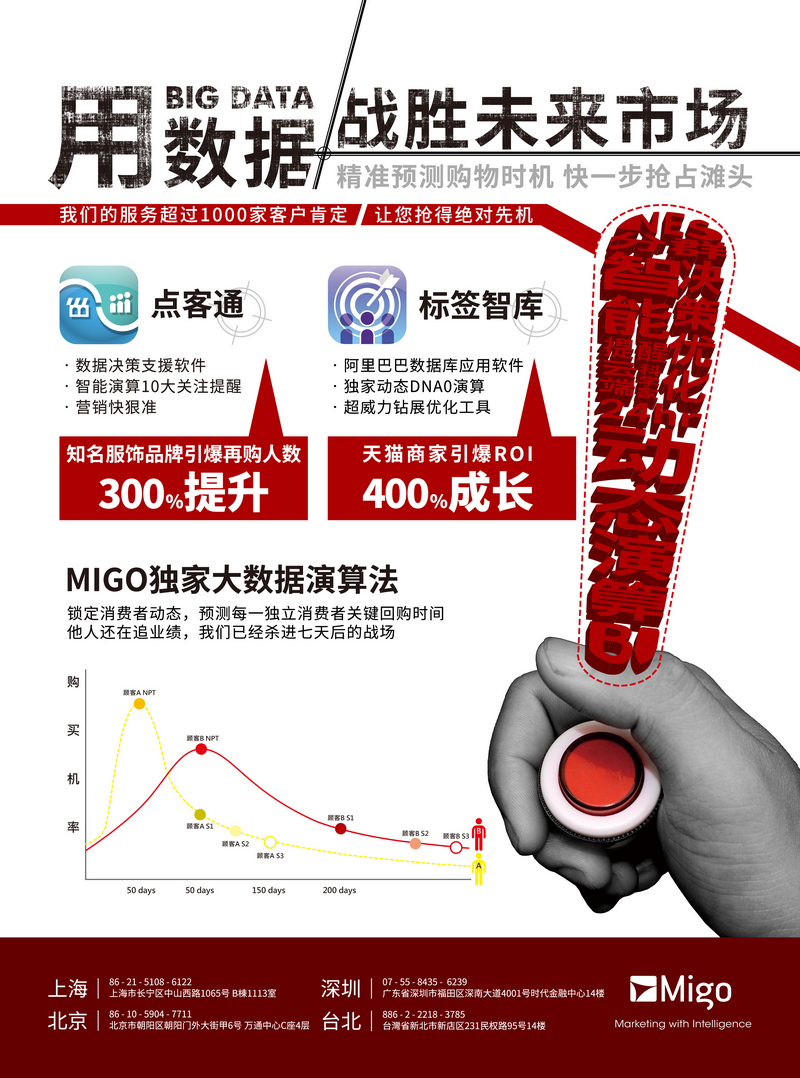 用 BIG DATA 数据 战胜未来市场
精准预测购物时机 快一步抢占滩头
我们的服务超过1000家客户肯定 / 让您抢得绝对先机
点客通
· 数据决策支援软件
· 智能演算10大关注提醒
· 营销快狠准
知名服饰品牌引爆再购人数
300%提升
标签智库
· 阿里巴巴数据库应用软件
· 独家动态DNA0演算
· 超威力钻展优化工具
天猫商家引爆ROI
400%成长
NES
分群
智能
决策优化
提醒
云端
24hr
动态演算
BI
MIGO独家大数据演算法
锁定消费者动态，预测每一独立消费者关键回购时间
他人还在追业绩，我们已经杀进七天后的战场
购买机率
顾客A NPT
顾客B NPT
顾客A S1
顾客A S2
顾客A S3
顾客B S1
顾客B S2
顾客B S3
B
A
50 days
50 days
150 days
200 days
上海
86 - 21 - 5108 - 6122
上海市长宁区中山西路1065号 B棟1113室
北京
86 - 10 - 5904 - 7711
北京市朝阳区朝阳门外大街甲6号 万通中心C座4层
深圳
07 - 55 - 8435 - 6239
广东省深圳市福田区深南大道4001号时代金融中心14楼
台北
886 - 2 - 2218 - 3785
台灣省新北市新店区231民权路95号14楼
Migo
Marketing with Intelligence